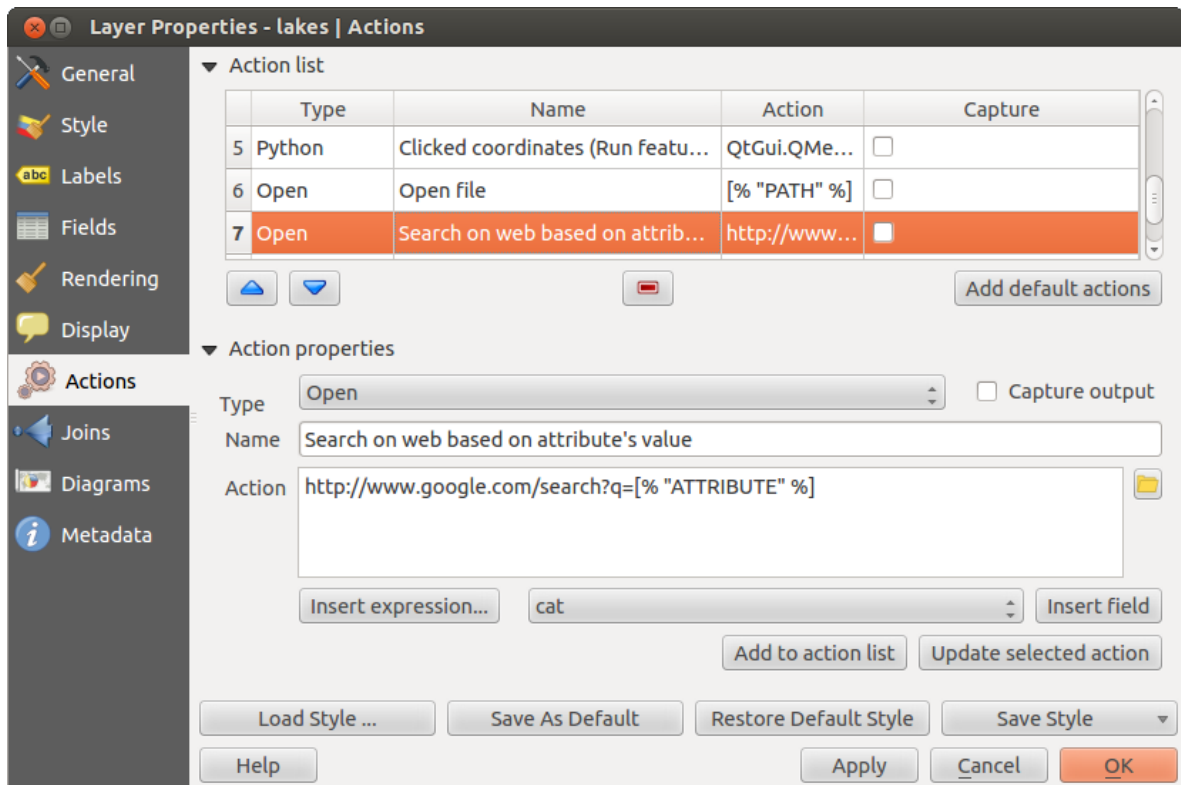 Layer Properties - lakes | Actions
General
Style
abc Labels
Fields
Rendering
Display
Actions
Joins
Diagrams
i Metadata
Action list
Type Name Action Capture
5 Python Clicked coordinates (Run featu... QtGui.QMe...
6 Open Open file [% "PATH" %]
7 Open Search on web based on attrib... http://www...
Add default actions
Action properties
Type Open Capture output
Name Search on web based on attribute's value
Action http://www.google.com/search?q=[% "ATTRIBUTE" %]
Insert expression... cat Insert field
Add to action list Update selected action
Load Style ... Save As Default Restore Default Style Save Style
Help Apply Cancel OK